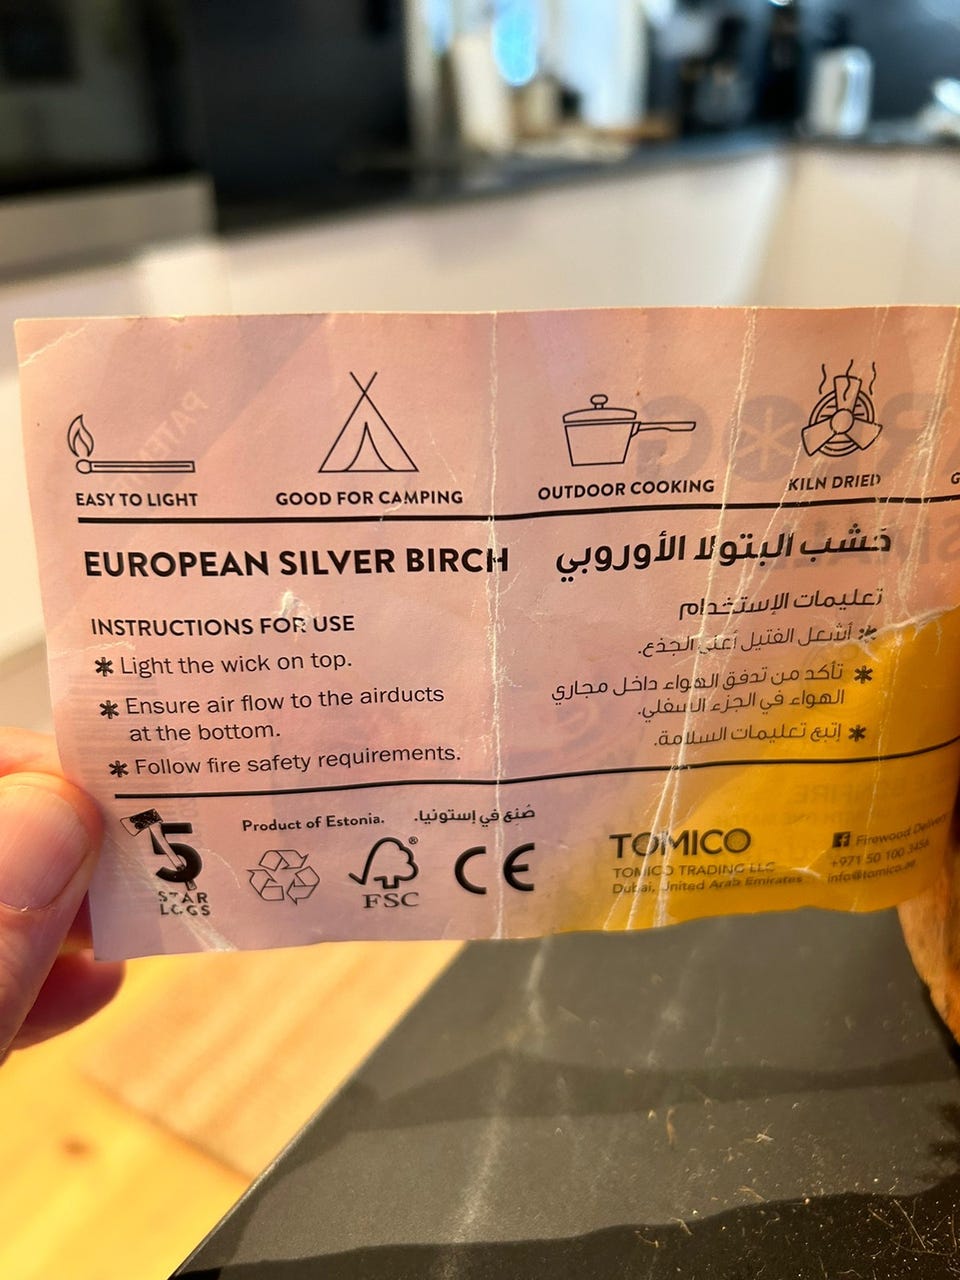 EASY TO LIGHT
GOOD FOR CAMPING
OUTDOOR COOKING
KILN DRIED
G
EUROPEAN SILVER BIRCH
خشب البتولا الأوروبي
INSTRUCTIONS FOR USE
* Light the wick on top.
* Ensure air flow to the airducts
at the bottom.
* Follow fire safety requirements.
تعليمات الإستخدام
* أشعل الفتيل أعلى الجذع.
* تأكد من تدفق الهواء داخل مجاري
الهواء في الجزء السفلي.
* إتبع تعليمات السلامة.
5
STAR
LOGS
Product of Estonia.
صُنع في إستونيا.
FSC®
CE
TOMICO
TOMICO TRADING LLC
Dubai, United Arab Emirates
Firewood Delivery
+971 50 100 3456
info@tomico.ae